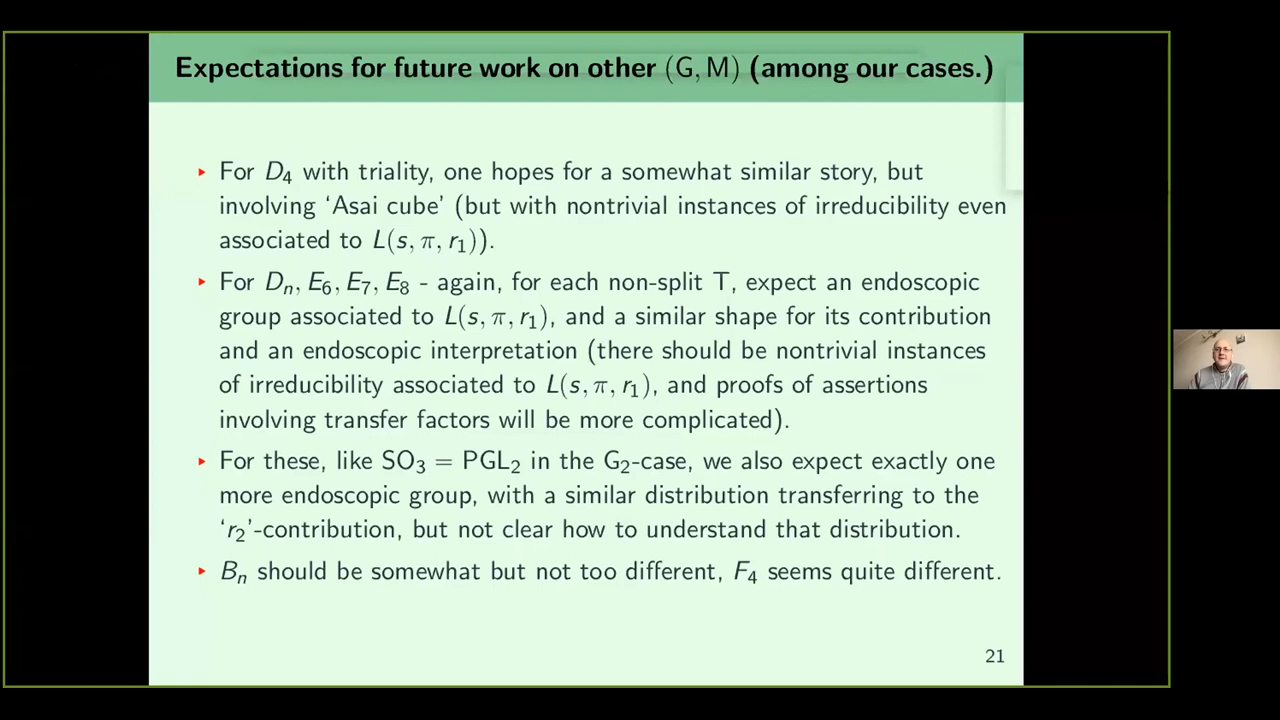 Expectations for future work on other (G, M) (among our cases.)
▸ For D₄ with triality, one hopes for a somewhat similar story, but
involving ‘Asai cube’ (but with nontrivial instances of irreducibility even
associated to L(s, π, r₁)).
▸ For Dₙ, E₆, E₇, E₈ - again, for each non-split T, expect an endoscopic
group associated to L(s, π, r₁), and a similar shape for its contribution
and an endoscopic interpretation (there should be nontrivial instances
of irreducibility associated to L(s, π, r₁), and proofs of assertions
involving transfer factors will be more complicated).
▸ For these, like SO₃ = PGL₂ in the G₂-case, we also expect exactly one
more endoscopic group, with a similar distribution transferring to the
‘r₂’-contribution, but not clear how to understand that distribution.
▸ Bₙ should be somewhat but not too different, F₄ seems quite different.
21